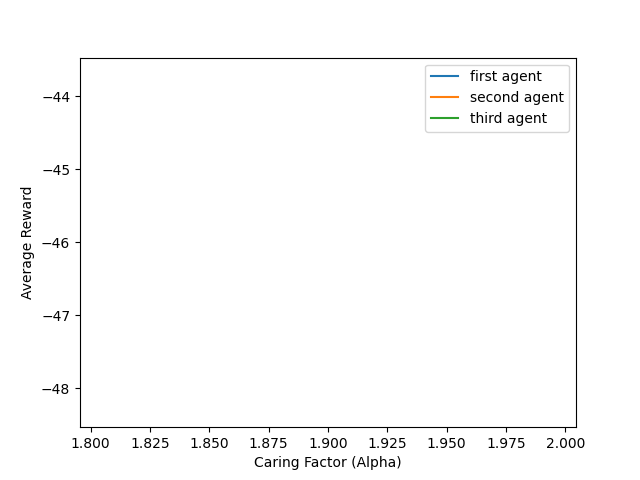 first agent
second agent
third agent
−44
−45
−46
−47
−48
Average Reward
1.800 1.825 1.850 1.875 1.900 1.925 1.950 1.975 2.000
Caring Factor (Alpha)